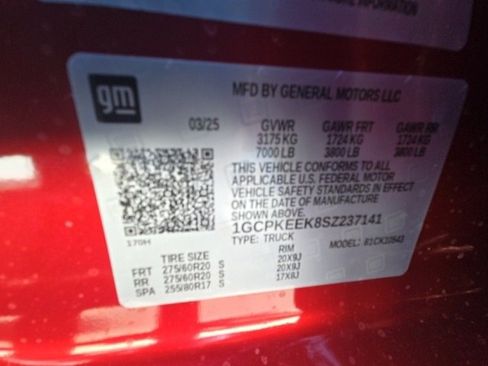 INFORMATION
gm
MFD BY GENERAL MOTORS LLC
03/25 GVWR GAWR FRT GAWR RR
3175 KG 1724 KG 1724 KG
7000 LB 3800 LB 3800 LB
THIS VEHICLE CONFORMS TO ALL
APPLICABLE U.S. FEDERAL MOTOR
VEHICLE SAFETY STANDARDS IN EFFECT
ON THE DATE OF MANUFACTURE
SHOWN ABOVE.
1GCPKEEK8SZ237141
170H TYPE: TRUCK MODEL: 81CK10543
TIRE SIZE RIM
FRT 275/60R20 S 20X9J
RR 275/60R20 S 20X9J
SPA 255/80R17 S 17X8J